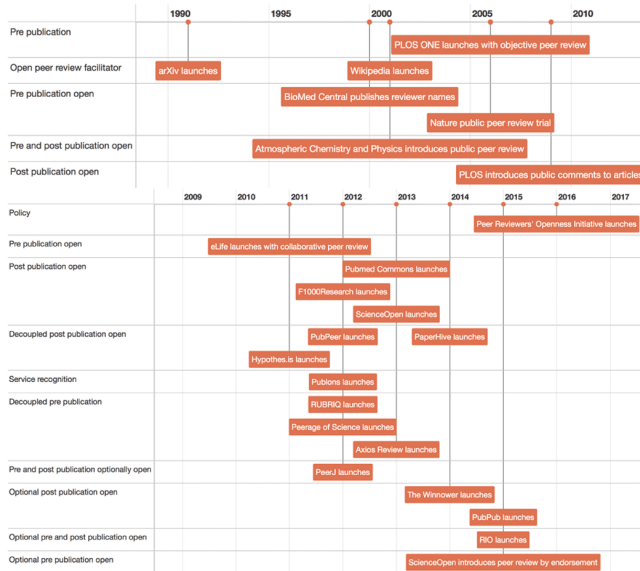 1990 1995 2000 2005 2010
Pre publication
PLOS ONE launches with objective peer review
Open peer review facilitator
arXiv launches
Wikipedia launches
Pre publication open
BioMed Central publishes reviewer names
Nature public peer review trial
Pre and post publication open
Atmospheric Chemistry and Physics introduces public peer review
Post publication open
PLOS introduces public comments to articles
2009 2010 2011 2012 2013 2014 2015 2016 2017
Policy
Peer Reviewers' Openness Initiative launches
Pre publication open
eLife launches with collaborative peer review
Post publication open
Pubmed Commons launches
F1000Research launches
ScienceOpen launches
Decoupled post publication open
PubPeer launches
PaperHive launches
Hypothes.is launches
Service recognition
Publons launches
Decoupled pre publication
RUBRIQ launches
Peerage of Science launches
Axios Review launches
Pre and post publication optionally open
PeerJ launches
Optional post publication open
The Winnower launches
PubPub launches
Optional pre and post publication open
RIO launches
Optional pre publication open
ScienceOpen introduces peer review by endorsement